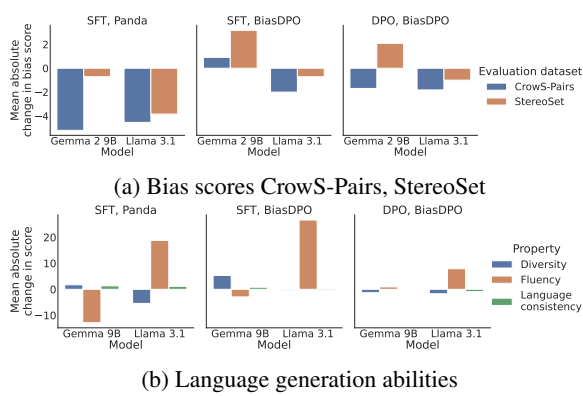 SFT, Panda
SFT, BiasDPO
DPO, BiasDPO
Mean absolute
change in bias score
2
0
−2
−4
Gemma 2 9B Llama 3.1
Model
Gemma 2 9B Llama 3.1
Model
Gemma 2 9B Llama 3.1
Model
Evaluation dataset
CrowS-Pairs
StereoSet
(a) Bias scores CrowS-Pairs, StereoSet
SFT, Panda
SFT, BiasDPO
DPO, BiasDPO
Mean absolute
change in score
20
10
0
−10
Gemma 9B Llama 3.1
Model
Gemma 9B Llama 3.1
Model
Gemma 9B Llama 3.1
Model
Property
Diversity
Fluency
Language
consistency
(b) Language generation abilities